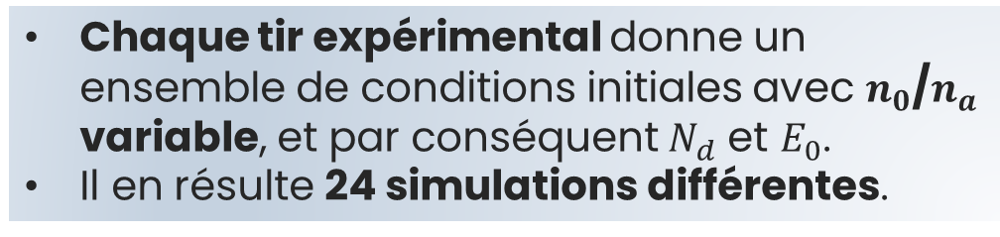 • Chaque tir expérimental donne un
ensemble de conditions initiales avec n₀/nₐ
variable, et par conséquent N_d et E₀.
• Il en résulte 24 simulations différentes.